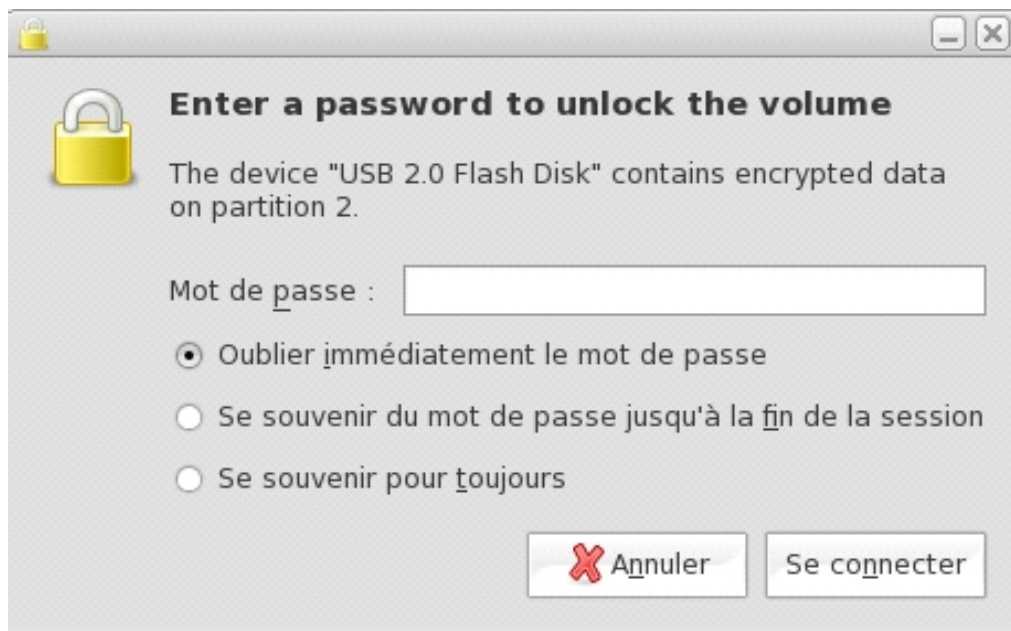 Enter a password to unlock the volume
The device "USB 2.0 Flash Disk" contains encrypted data
on partition 2.
Mot de passe :
Oublier immédiatement le mot de passe
Se souvenir du mot de passe jusqu'à la fin de la session
Se souvenir pour toujours
Annuler
Se connecter